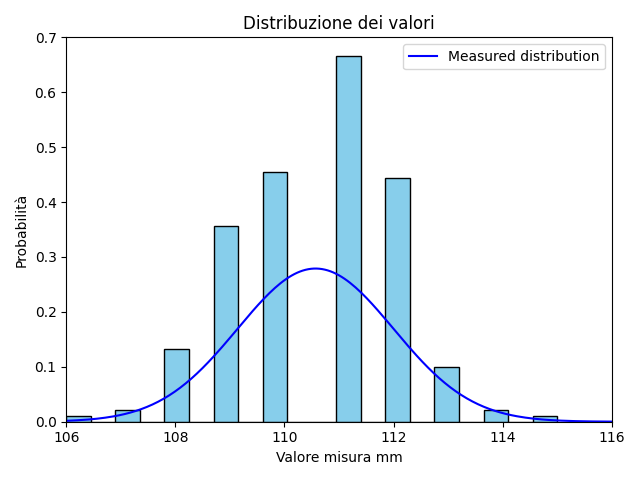 Distribuzione dei valori
Measured distribution
Probabilità
0.7
0.6
0.5
0.4
0.3
0.2
0.1
0.0
106 108 110 112 114 116
Valore misura mm